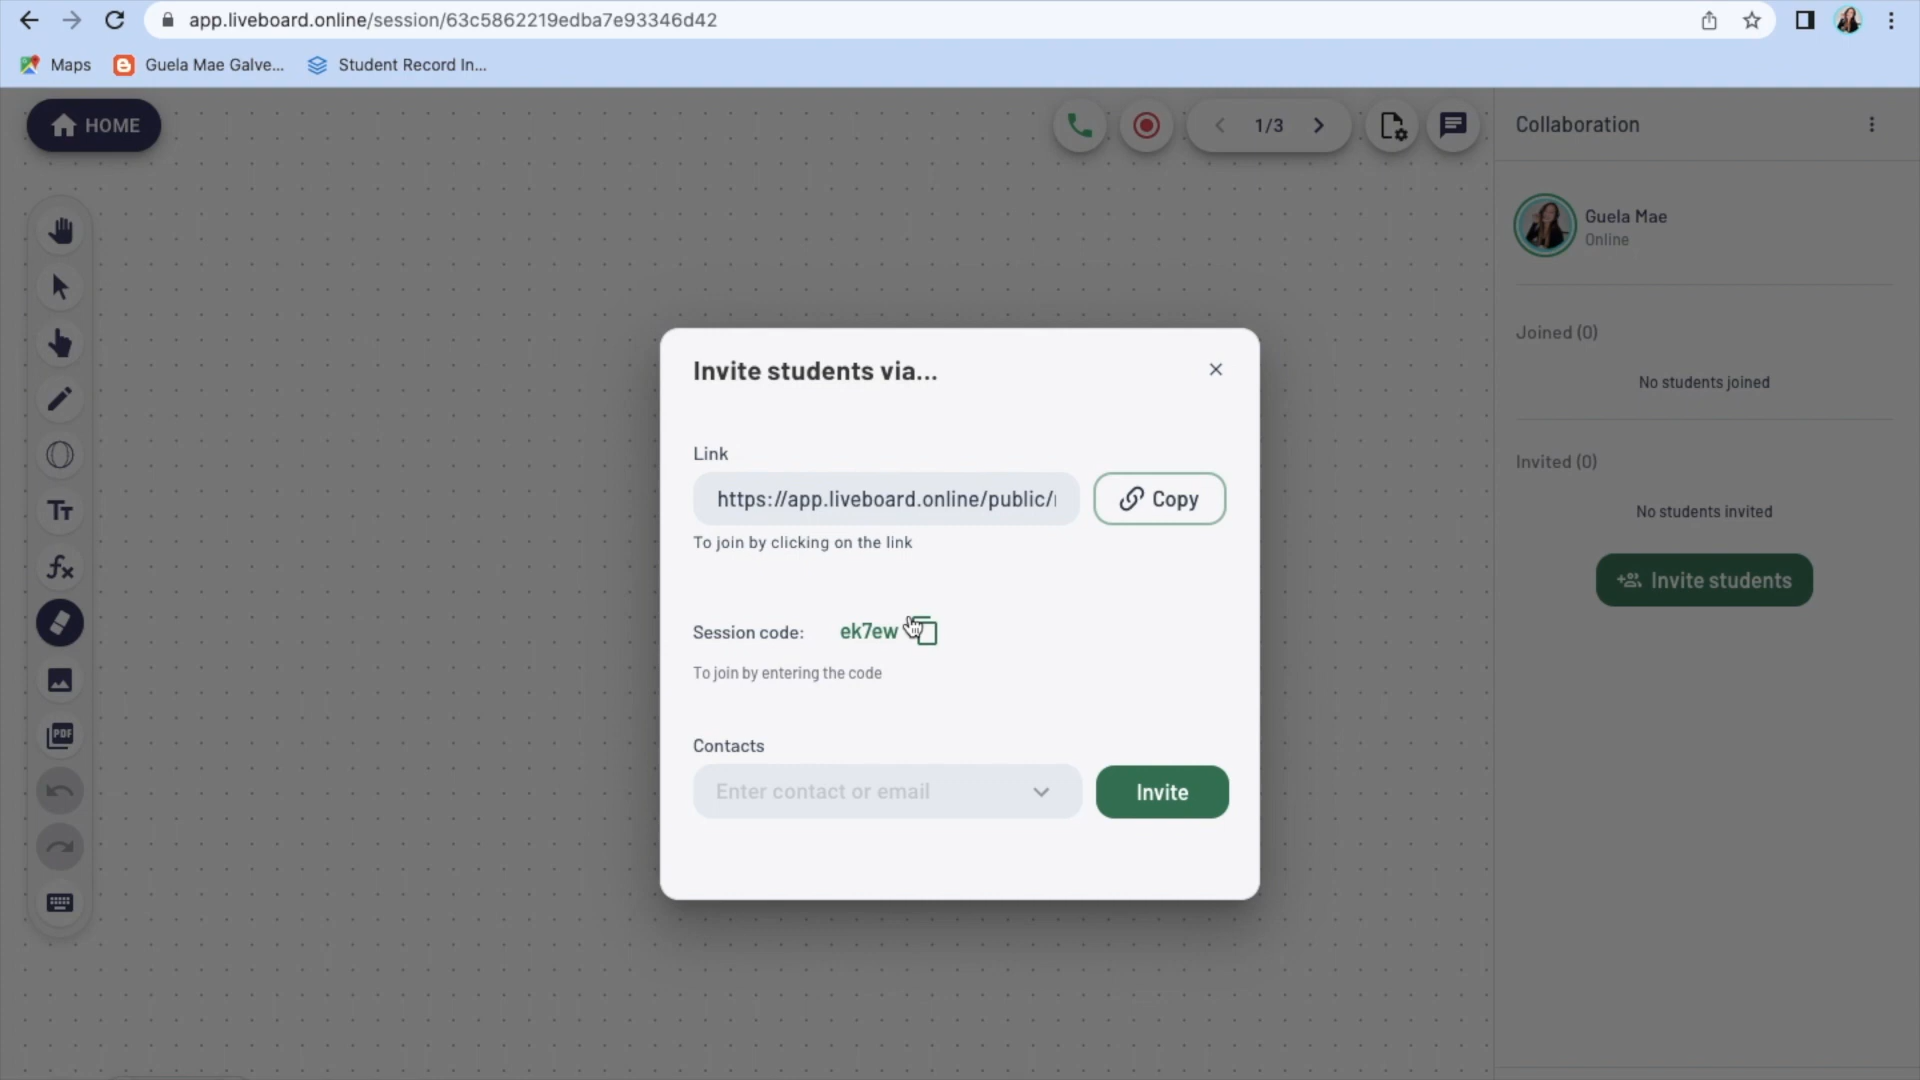 app.liveboard.online/session/63c5862219edba7e93346d42
Maps
Guela Mae Galve...
Student Record In...
HOME
1/3
Collaboration
Guela Mae
Online
Joined (0)
No students joined
Invited (0)
No students invited
Invite students
Invite students via...
Link
https://app.liveboard.online/public/
Copy
To join by clicking on the link
Session code: ek7ew
To join by entering the code
Contacts
Enter contact or email
Invite
Tт
fx
PDF